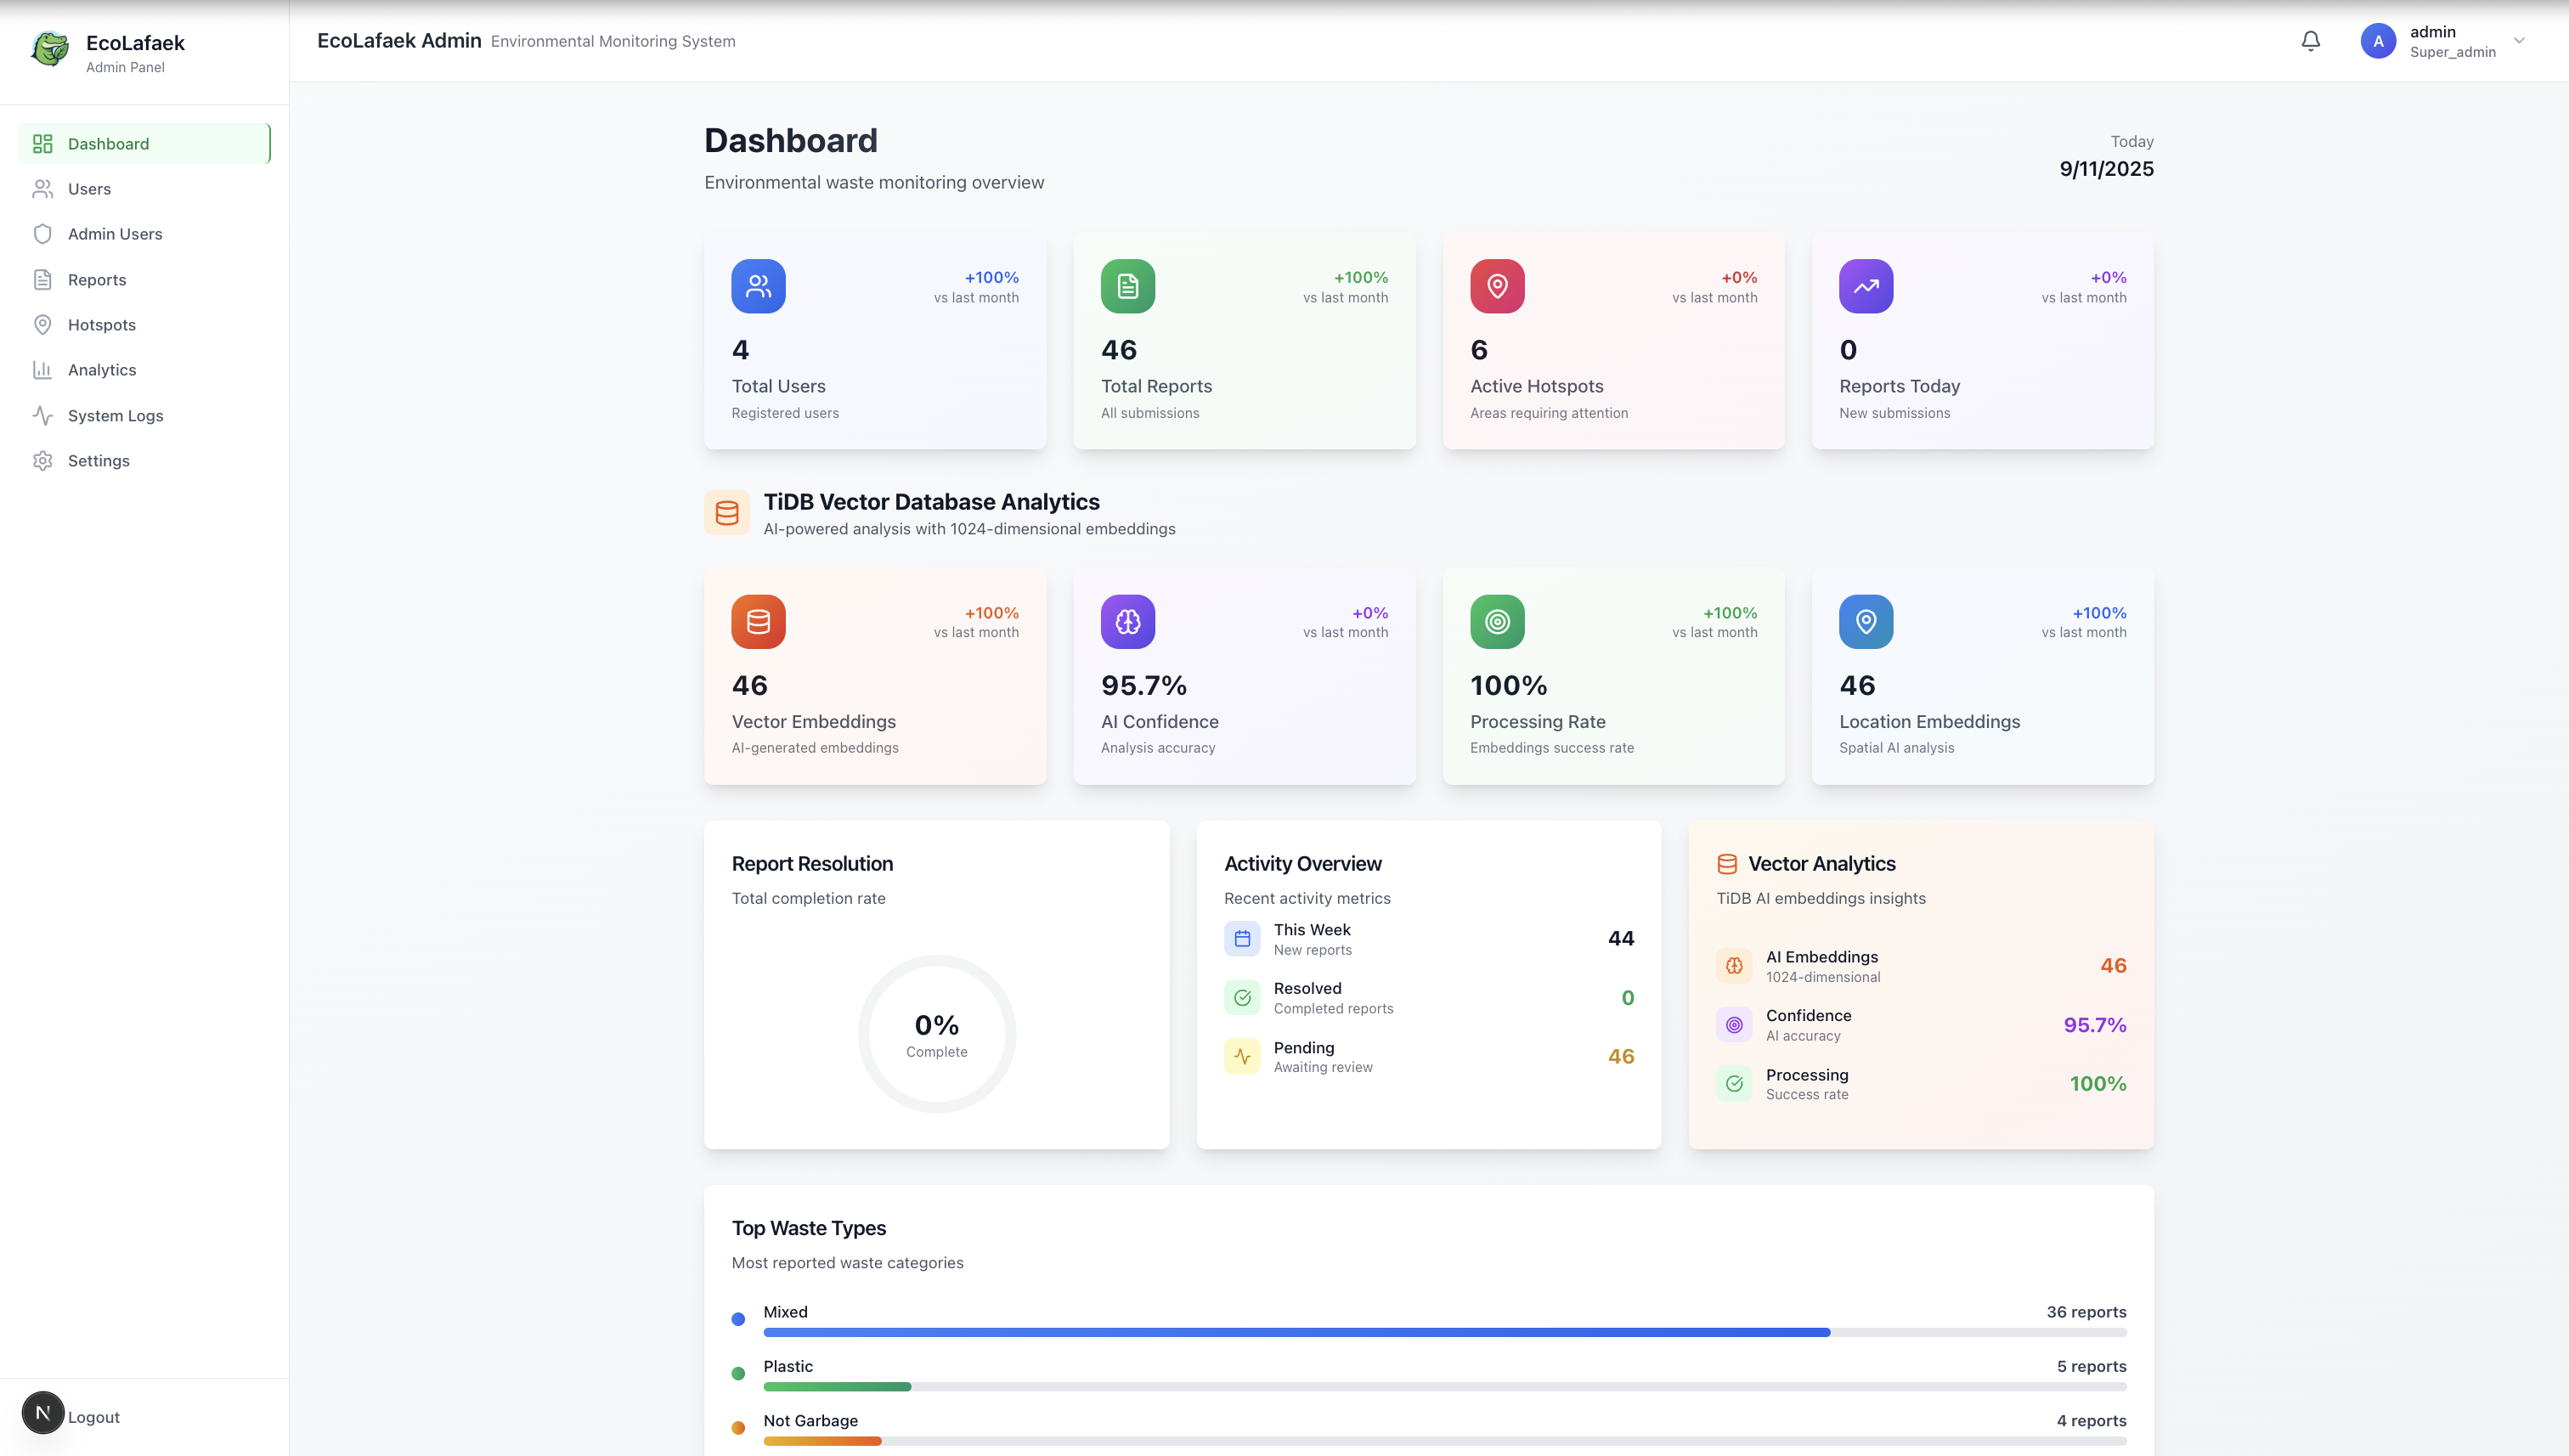 EcoLafaek
Admin Panel
Dashboard
Users
Admin Users
Reports
Hotspots
Analytics
System Logs
Settings
N
Logout
EcoLafaek Admin Environmental Monitoring System
A
admin
Super_admin
Dashboard
Environmental waste monitoring overview
Today
9/11/2025
+100%
vs last month
4
Total Users
Registered users
+100%
vs last month
46
Total Reports
All submissions
+0%
vs last month
6
Active Hotspots
Areas requiring attention
+0%
vs last month
0
Reports Today
New submissions
TiDB Vector Database Analytics
AI-powered analysis with 1024-dimensional embeddings
+100%
vs last month
46
Vector Embeddings
AI-generated embeddings
+0%
vs last month
95.7%
AI Confidence
Analysis accuracy
+100%
vs last month
100%
Processing Rate
Embeddings success rate
+100%
vs last month
46
Location Embeddings
Spatial AI analysis
Report Resolution
Total completion rate
0%
Complete
Activity Overview
Recent activity metrics
This Week
New reports
44
Resolved
Completed reports
0
Pending
Awaiting review
46
Vector Analytics
TiDB AI embeddings insights
AI Embeddings
1024-dimensional
46
Confidence
AI accuracy
95.7%
Processing
Success rate
100%
Top Waste Types
Most reported waste categories
Mixed
36 reports
Plastic
5 reports
Not Garbage
4 reports